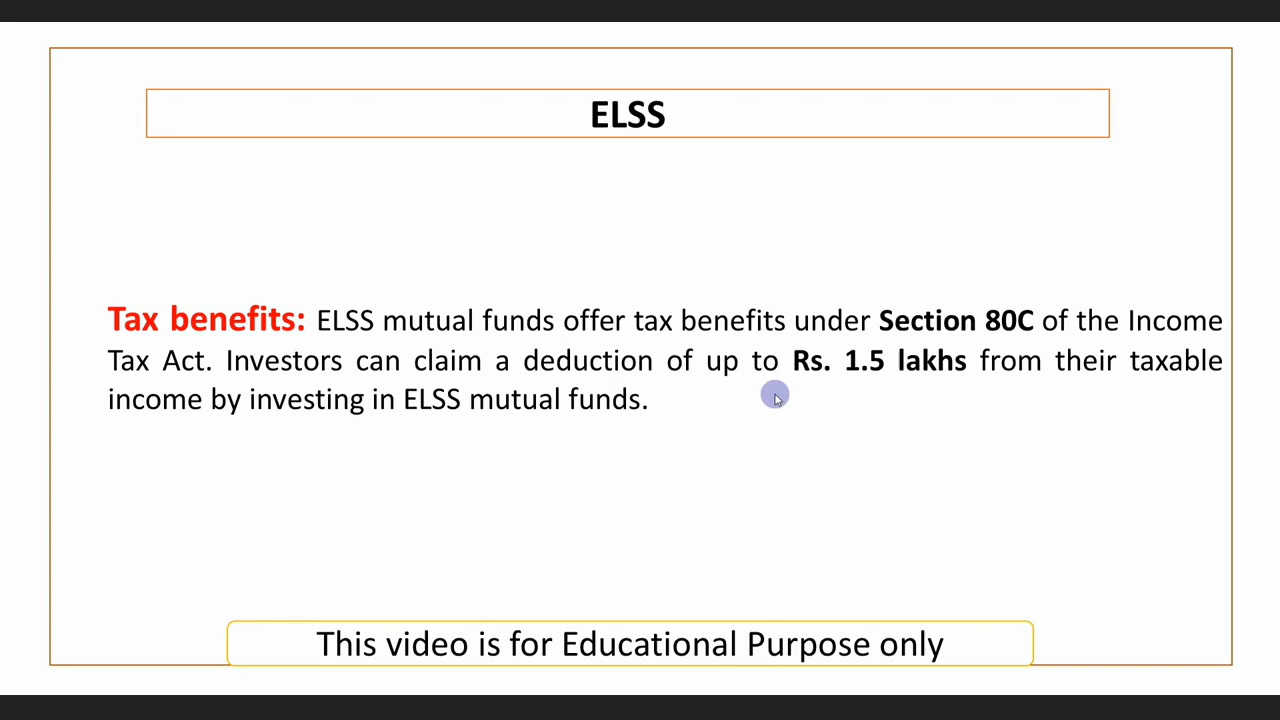 ELSS
Tax benefits: ELSS mutual funds offer tax benefits under Section 80C of the Income
Tax Act. Investors can claim a deduction of up to Rs. 1.5 lakhs from their taxable
income by investing in ELSS mutual funds.
This video is for Educational Purpose only